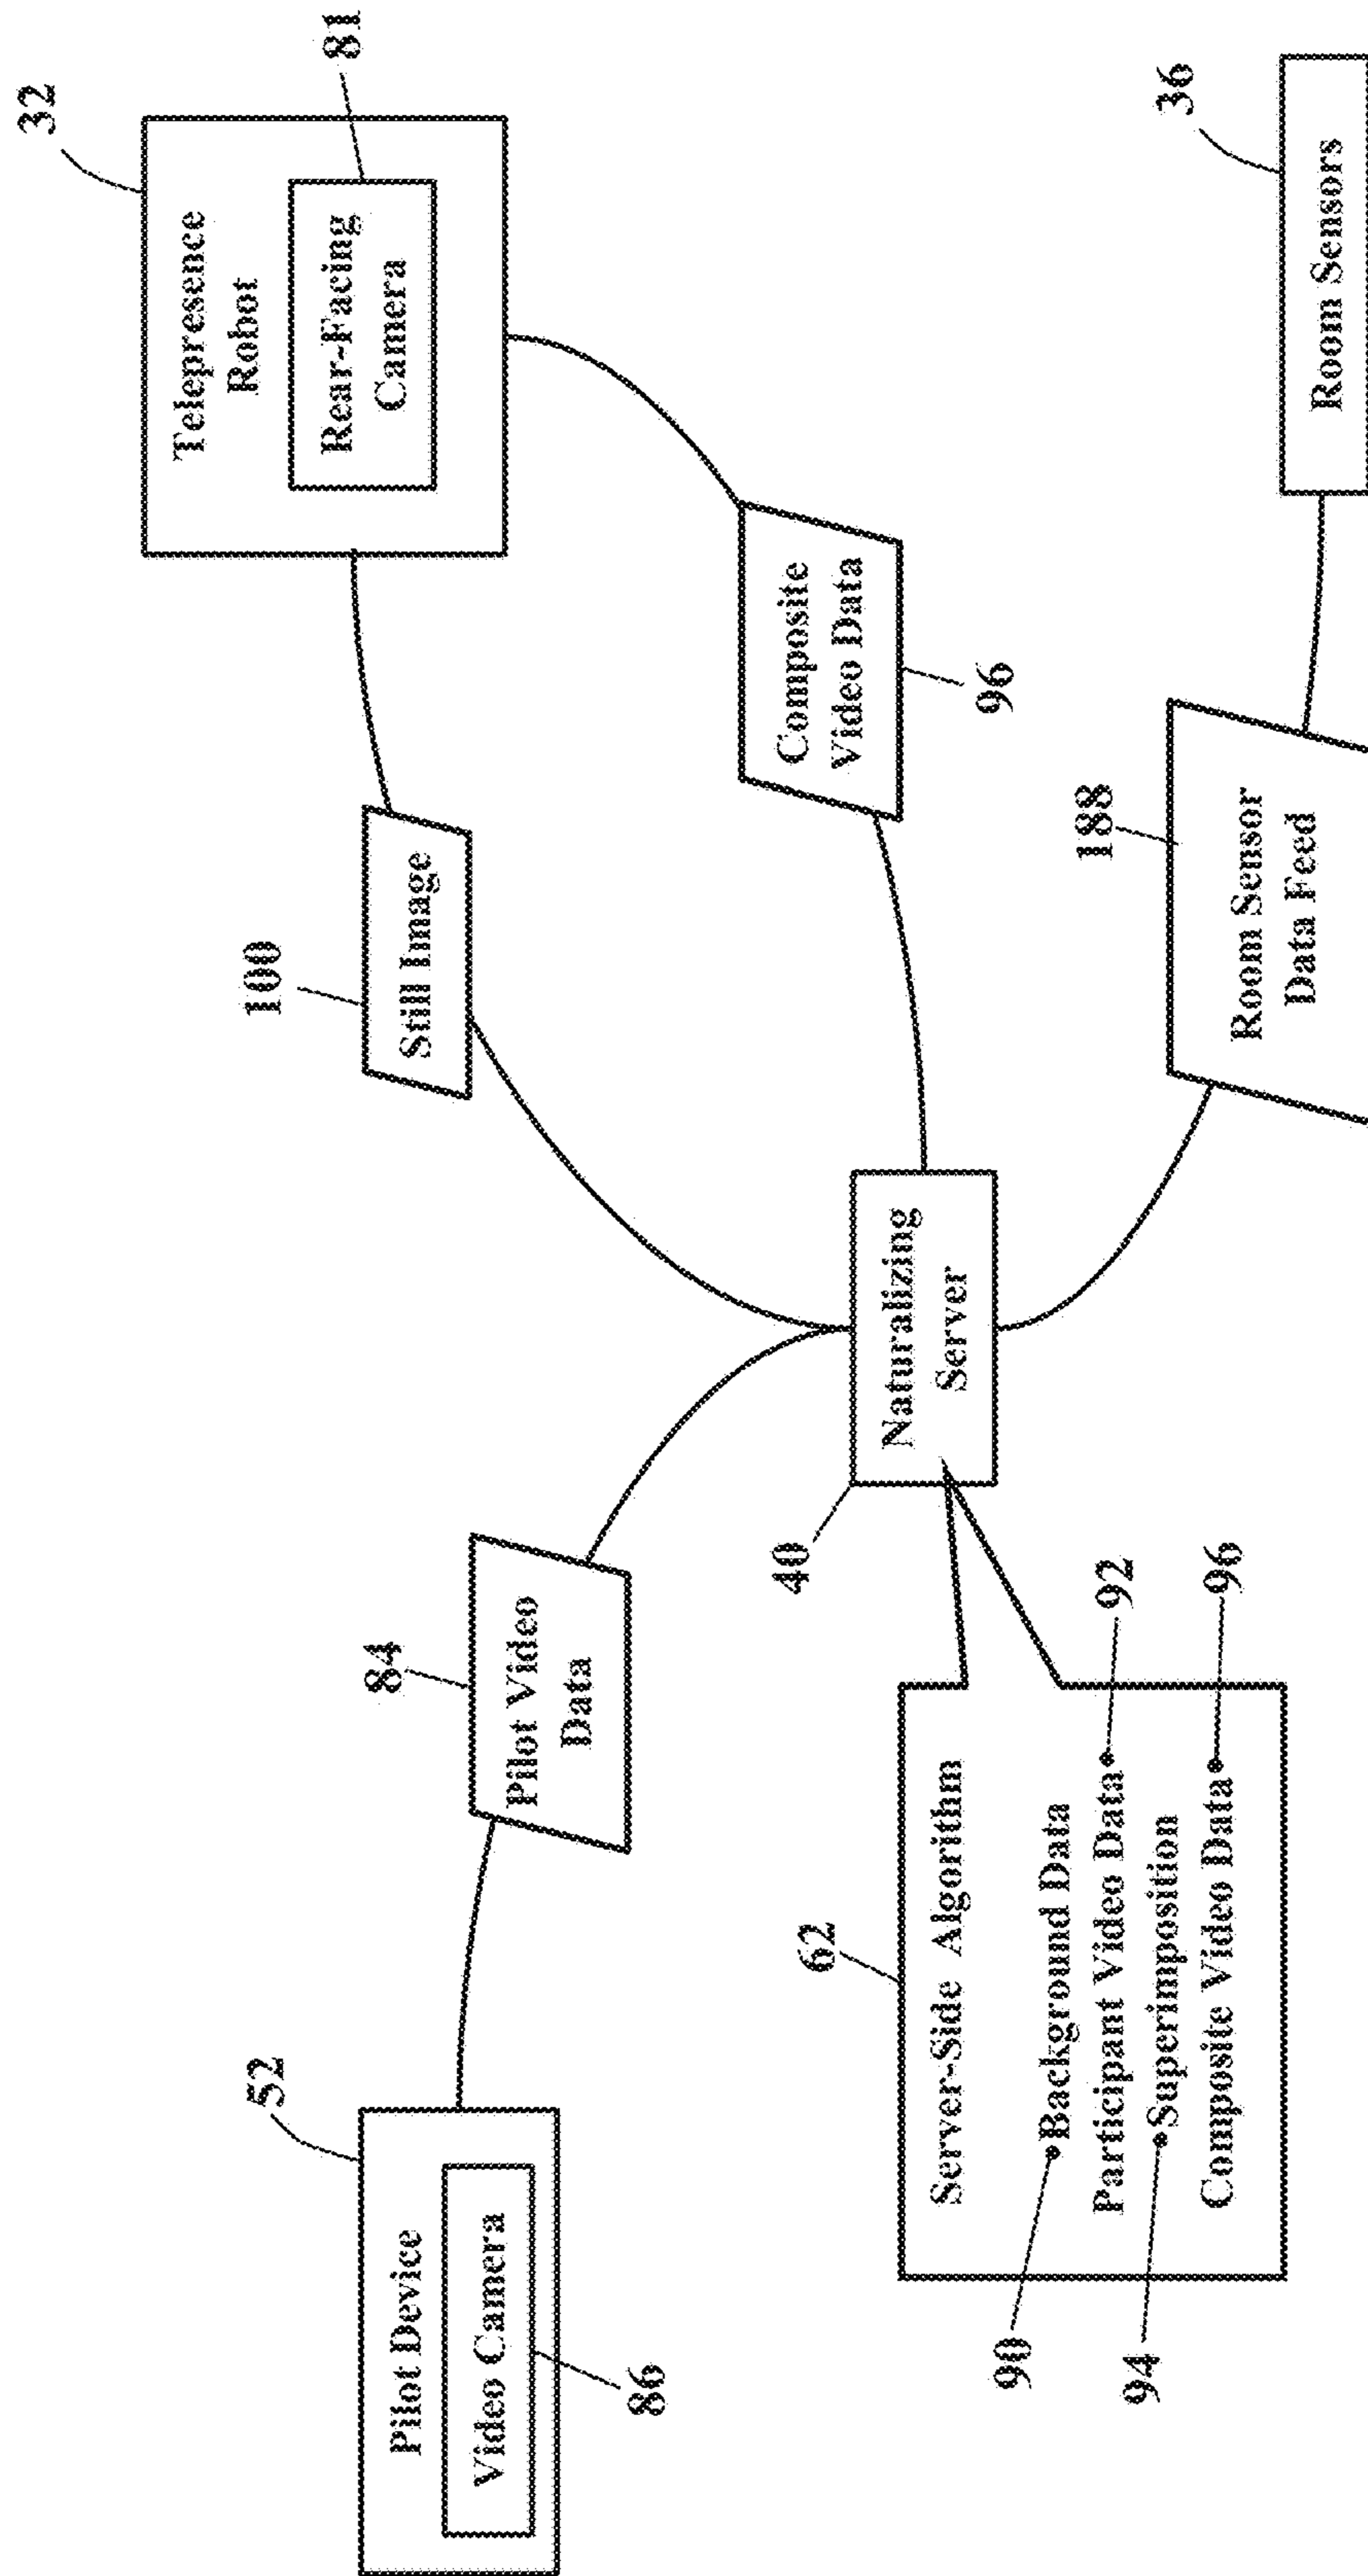 32
Telepresence
Robot
81
Rear-Facing
Camera
100
Still Image
Composite
Video Data
96
36
Room Sensors
188
Room Sensor
Data Feed
52
Pilot Device
Video Camera
86
84
Pilot Video
Data
40
Naturalizing
Server
62
Server-Side Algorithm
90
Background Data
Participant Video Data
92
94
Superimposition
Composite Video Data
96